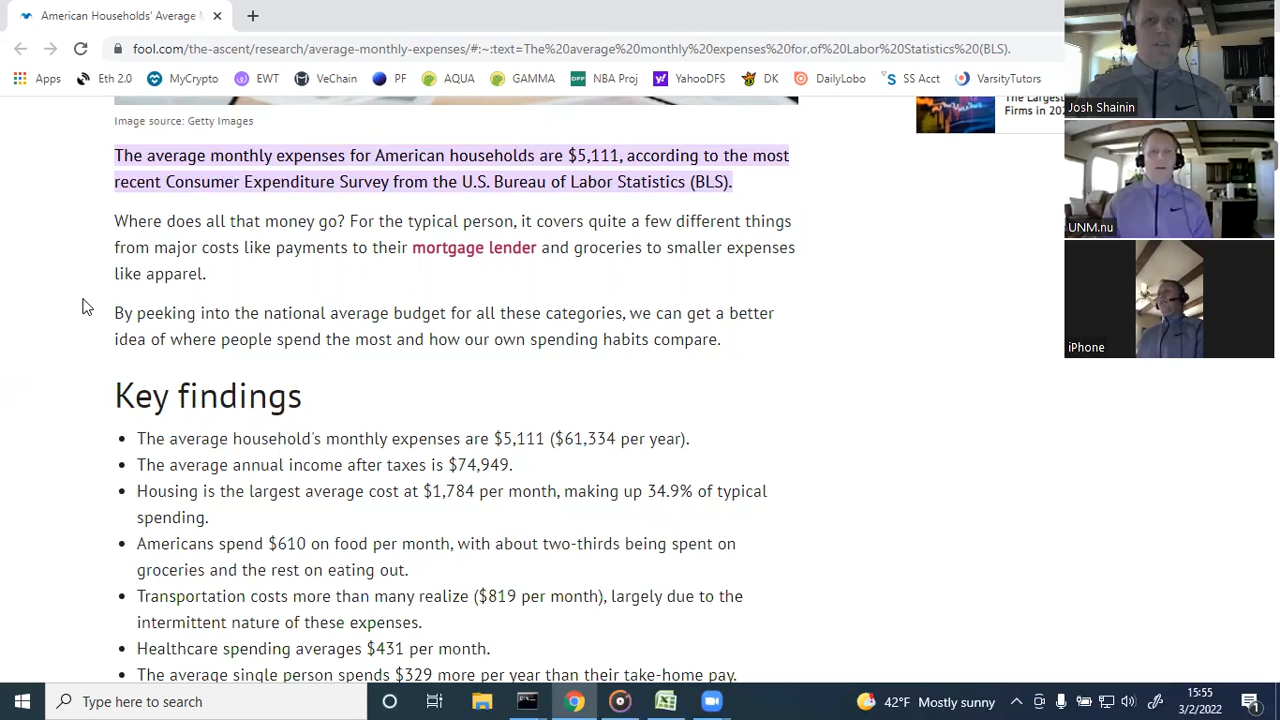 American Households' Average
fool.com/the-ascent/research/average-monthly-expenses/#:~:text=The%20average%20monthly%20expenses%20for,of%20Labor%20Statistics%20(BLS).
Apps
Eth 2.0
MyCrypto
EWT
VeChain
PF
AQUA
GAMMA
NBA Proj
YahooDFS
DK
DailyLobo
SS Acct
VarsityTutors
Josh Shainin
UNM.nu
iPhone
The Largest
Firms in 202
Image source: Getty Images
The average monthly expenses for American households are $5,111, according to the most
recent Consumer Expenditure Survey from the U.S. Bureau of Labor Statistics (BLS).
Where does all that money go? For the typical person, it covers quite a few different things
from major costs like payments to their mortgage lender and groceries to smaller expenses
like apparel.
By peeking into the national average budget for all these categories, we can get a better
idea of where people spend the most and how our own spending habits compare.
Key findings
• The average household's monthly expenses are $5,111 ($61,334 per year).
• The average annual income after taxes is $74,949.
• Housing is the largest average cost at $1,784 per month, making up 34.9% of typical
spending.
• Americans spend $610 on food per month, with about two-thirds being spent on
groceries and the rest on eating out.
• Transportation costs more than many realize ($819 per month), largely due to the
intermittent nature of these expenses.
• Healthcare spending averages $431 per month.
• The average single person spends $329 more per year than their take-home pay.
Type here to search
42°F Mostly sunny
15:55
3/2/2022
1